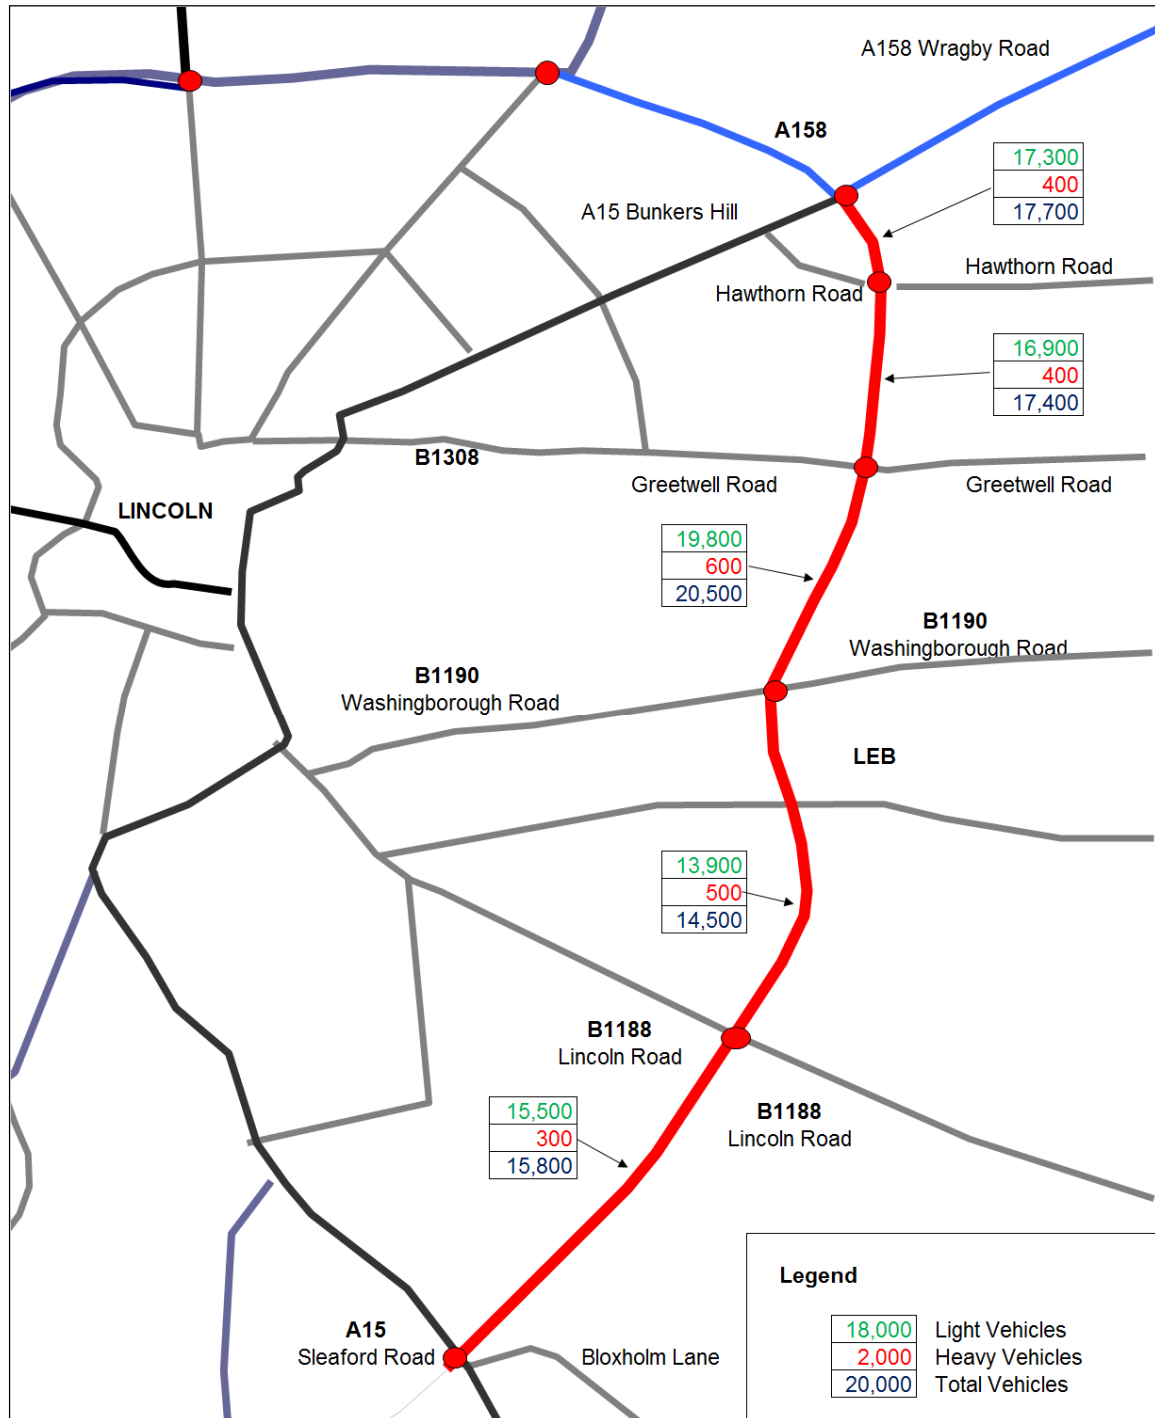 A158 Wragby Road
A158
17,300
400
17,700
A15 Bunkers Hill
Hawthorn Road
Hawthorn Road
16,900
400
17,400
B1308
Greetwell Road
Greetwell Road
LINCOLN
19,800
600
20,500
B1190
Washingborough Road
B1190
Washingborough Road
LEB
13,900
500
14,500
B1188
Lincoln Road
B1188
Lincoln Road
15,500
300
15,800
A15
Sleaford Road
Bloxholm Lane
Legend
18,000 Light Vehicles
2,000 Heavy Vehicles
20,000 Total Vehicles